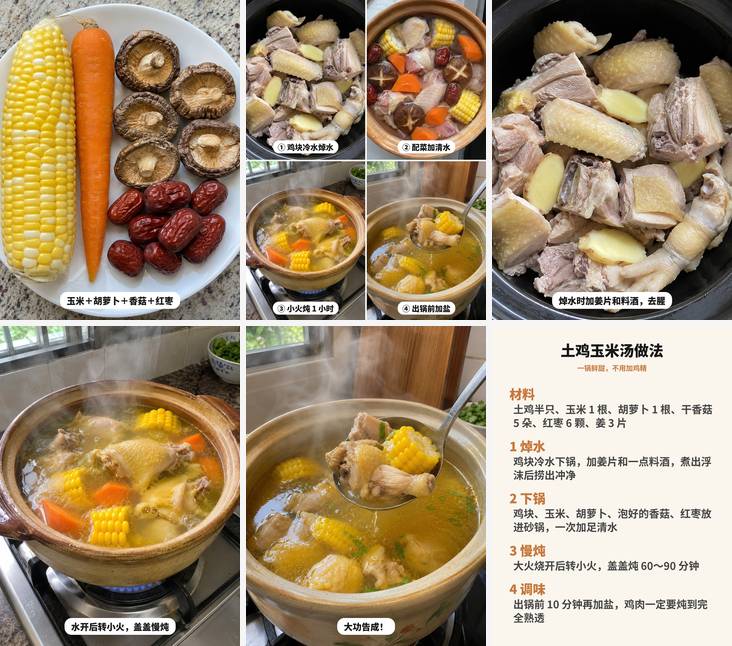 玉米+胡萝卜+香菇+红枣
① 鸡块冷水焯水
② 配菜加清水
③ 小火炖 1 小时
④ 出锅前加盐
焯水时加姜片和料酒，去腥
水开后转小火，盖盖慢炖
大功告成！
土鸡玉米汤做法
一锅鲜甜，不用加鸡精
材料
土鸡半只、玉米 1 根、胡萝卜 1 根、干香菇
5 朵、红枣 6 颗、姜 3 片
1 焯水
鸡块冷水下锅，加姜片和一点料酒，煮出浮
沫后捞出冲净
2 下锅
鸡块、玉米、胡萝卜、泡好的香菇、红枣放
进砂锅，一次加足清水
3 慢炖
大火烧开后转小火，盖盖炖 60～90 分钟
4 调味
出锅前 10 分钟再加盐，鸡肉一定要炖到完
全熟透